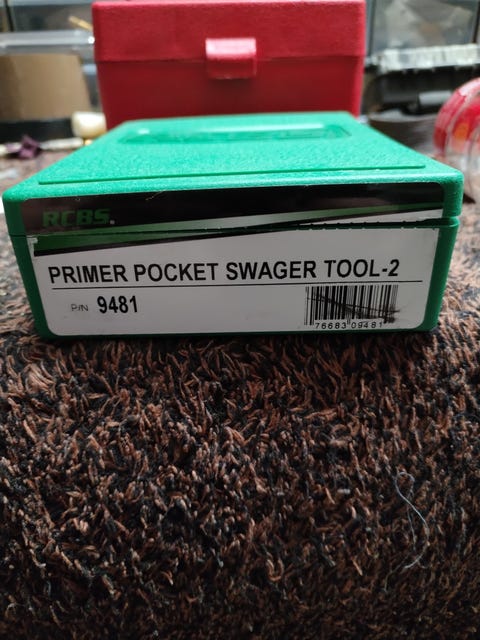 RCBS.
PRIMER POCKET SWAGER TOOL-2
P/N 9481
76683 09481